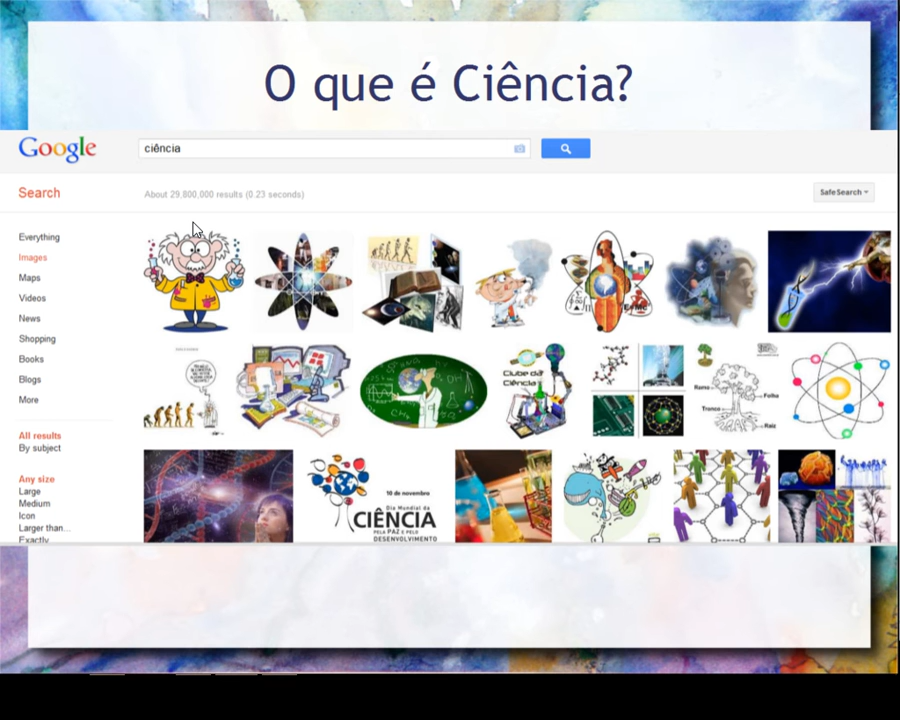 O que é Ciência?
Google
ciência
Search
About 29,800,000 results (0.23 seconds)
SafeSearch
Everything
Images
Maps
Videos
News
Shopping
Books
Blogs
More
All results
By subject
Any size
Large
Medium
Icon
Larger than...
Exactly
Clube da
Ciência
Rama
Folha
Tronco
Raiz
10 de novembro
Dia Mundial da
CIÊNCIA
PELA PAZ E PELO
DESENVOLVIMENTO